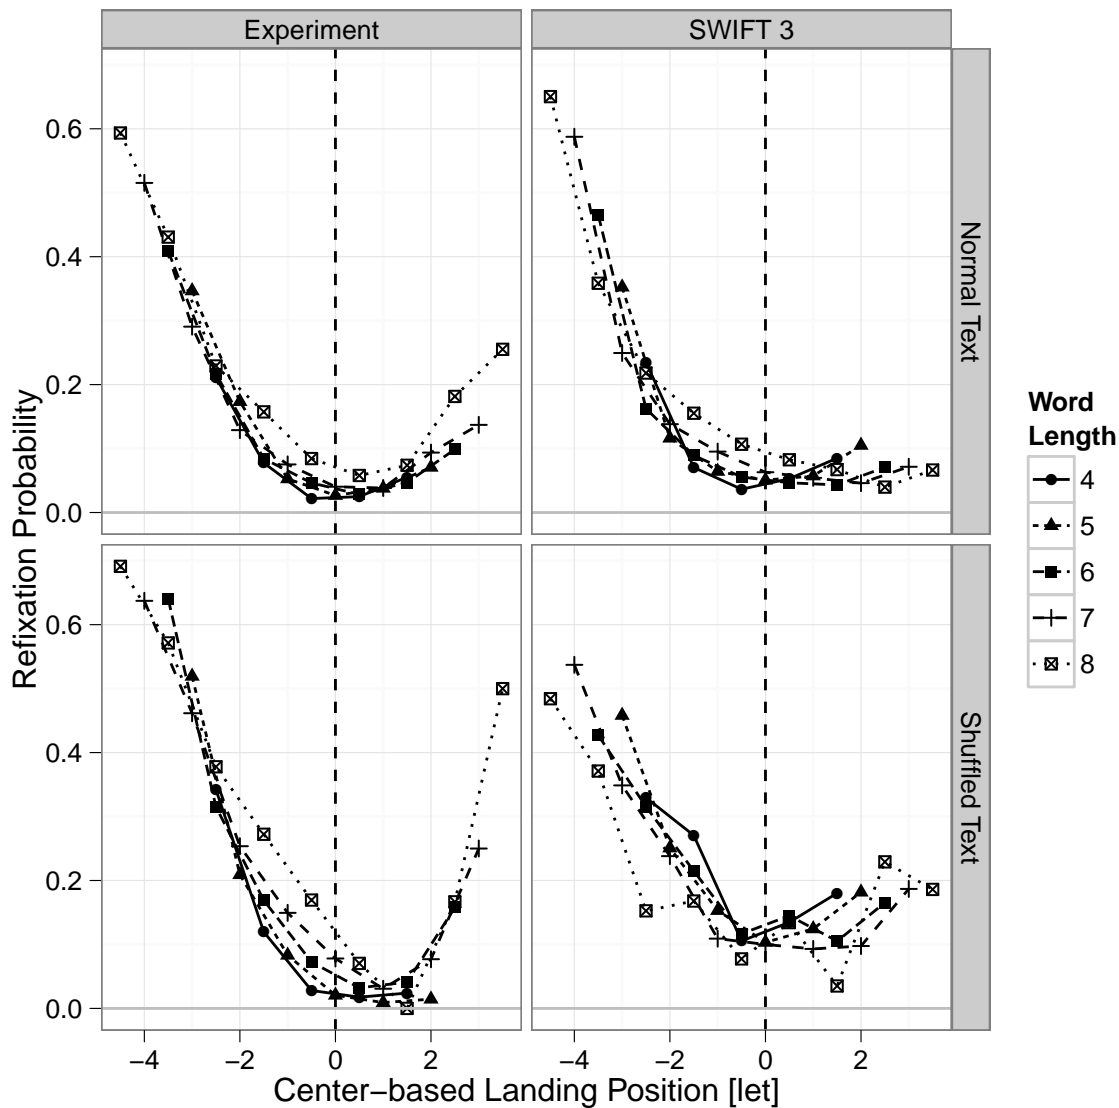 Experiment
SWIFT 3
Refixation Probability
0.6
0.4
0.2
0.0
Normal Text
0.6
0.4
0.2
0.0
Shuffled Text
−4
−2
0
2
−4
−2
0
2
Center−based Landing Position [let]
Word
Length
4
5
6
7
8